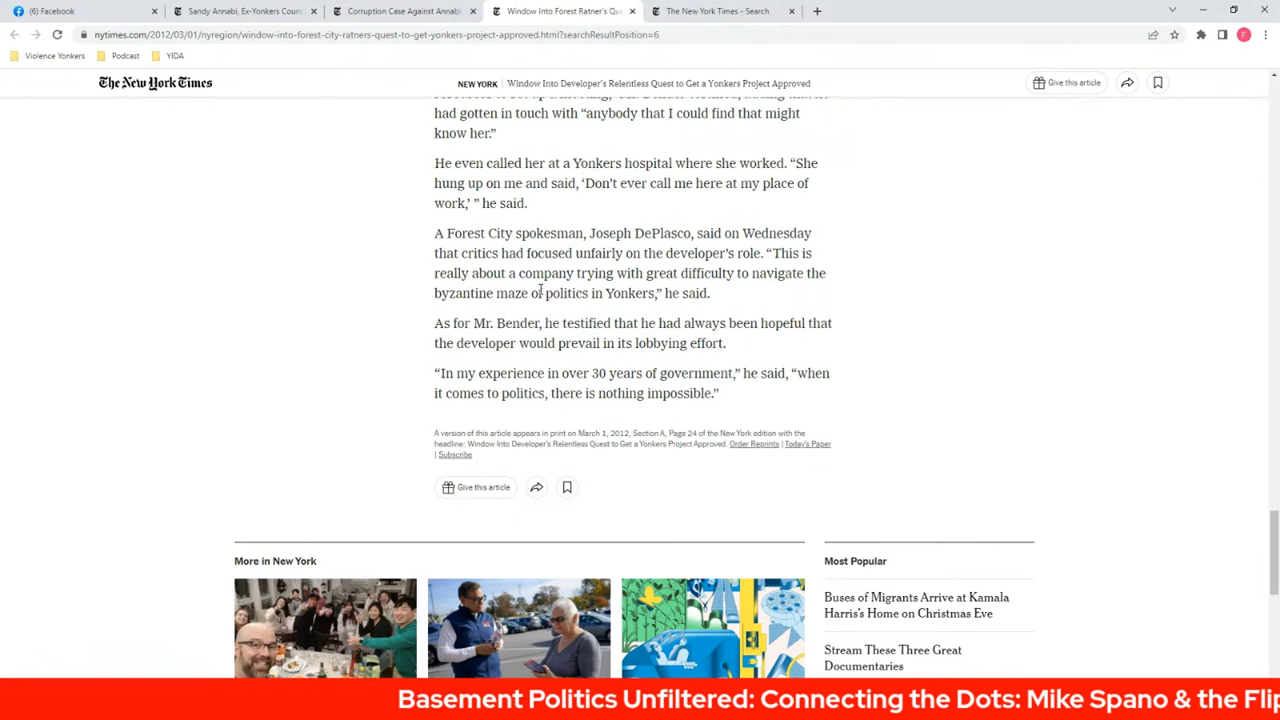 (6) Facebook
Sandy Annabi, Ex-Yonkers Counc
Corruption Case Against Annabi,
Window Into Forest Ratner's Qu
The New York Times - Search
nytimes.com/2012/03/01/nyregion/window-into-forest-city-ratners-quest-to-get-yonkers-project-approved.html?searchResultPosition=6
Violence Yonkers
Podcast
YIDA
The New York Times
NEW YORK | Window Into Developer's Relentless Quest to Get a Yonkers Project Approved
Give this article
had gotten in touch with “anybody that I could find that might
know her.”
He even called her at a Yonkers hospital where she worked. “She
hung up on me and said, ‘Don’t ever call me here at my place of
work,’ ” he said.
A Forest City spokesman, Joseph DePlasco, said on Wednesday
that critics had focused unfairly on the developer’s role. “This is
really about a company trying with great difficulty to navigate the
byzantine maze of politics in Yonkers,” he said.
As for Mr. Bender, he testified that he had always been hopeful that
the developer would prevail in its lobbying effort.
“In my experience in over 30 years of government,” he said, “when
it comes to politics, there is nothing impossible.”
A version of this article appears in print on March 1, 2012, Section A, Page 24 of the New York edition with the
headline: Window Into Developer's Relentless Quest to Get a Yonkers Project Approved. Order Reprints | Today's Paper
| Subscribe
Give this article
More in New York
Most Popular
Buses of Migrants Arrive at Kamala
Harris’s Home on Christmas Eve
Stream These Three Great
Documentaries
Basement Politics Unfiltered: Connecting the Dots: Mike Spano & the Flip